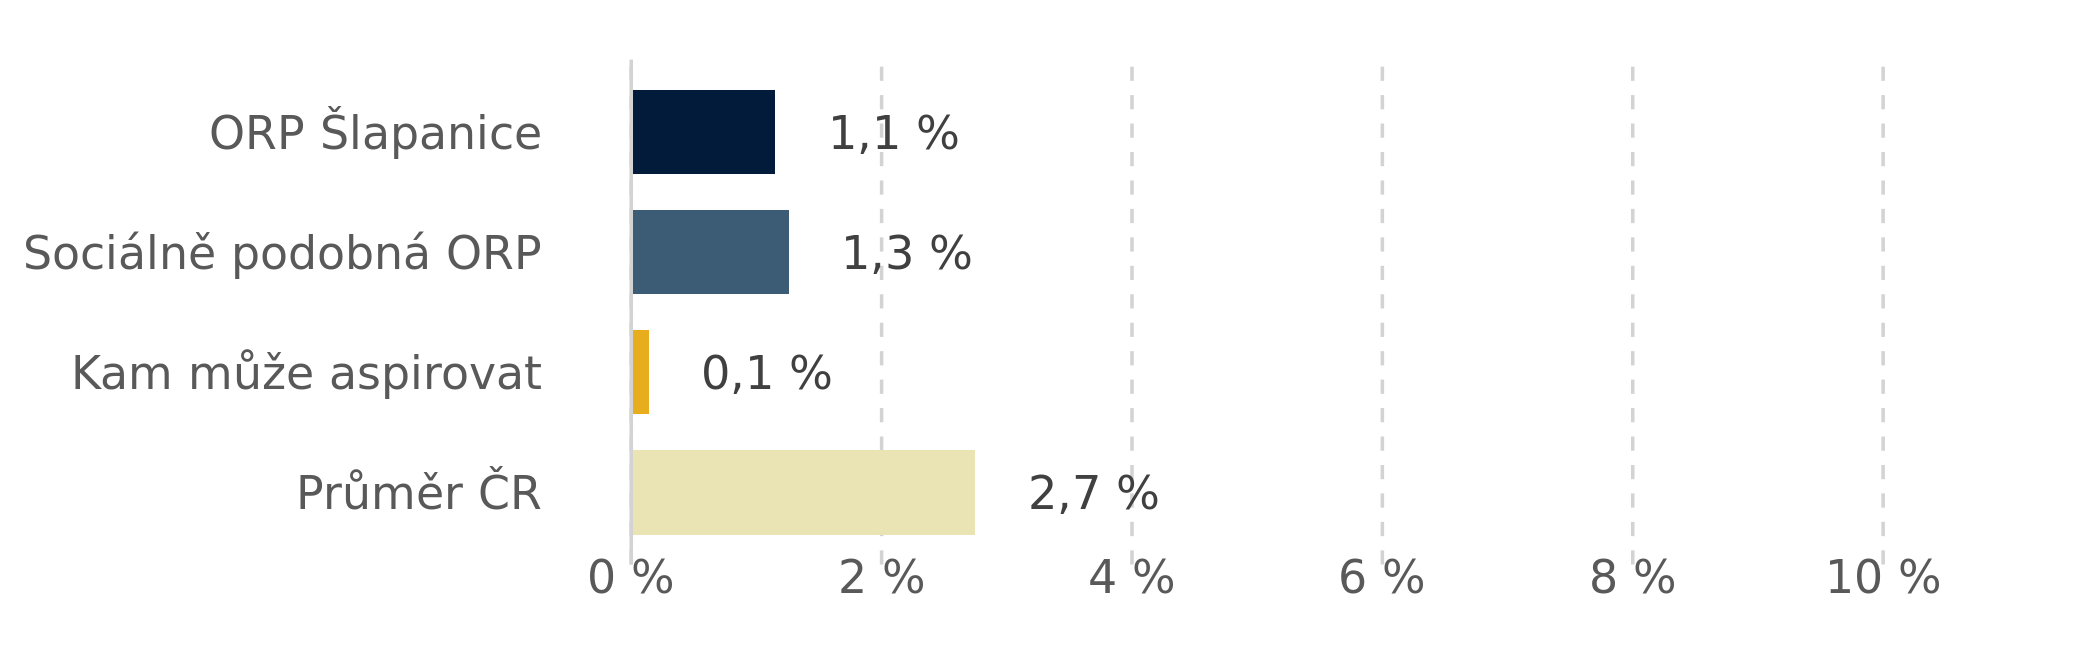 ORP Šlapanice 1,1 %
Sociálně podobná ORP 1,3 %
Kam může aspirovat 0,1 %
Průměr ČR 2,7 %
0 % 2 % 4 % 6 % 8 % 10 %